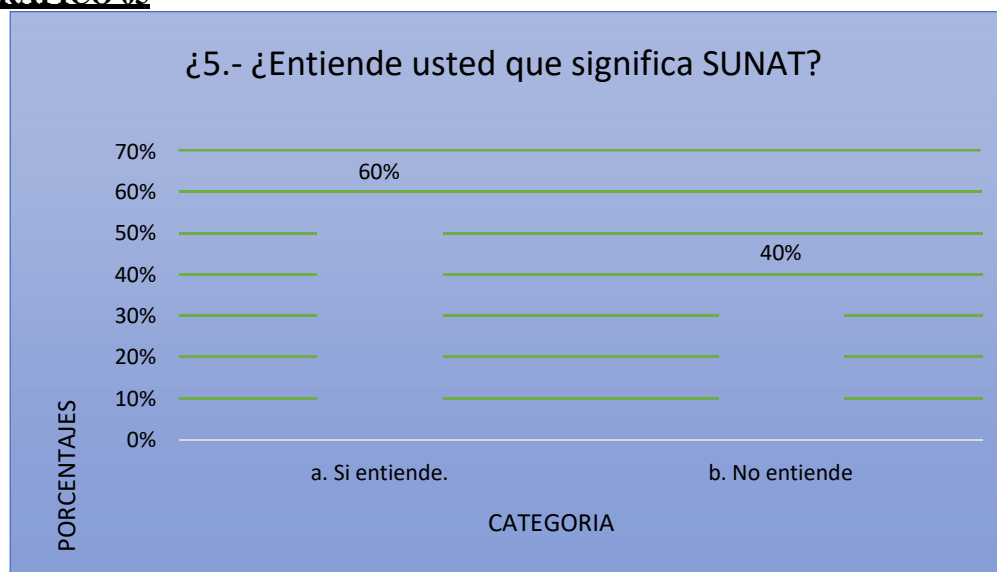 ¿5.- ¿Entiende usted que significa SUNAT?
70%
60%
60%
50%
40%
40%
30%
20%
10%
0%
PORCENTAJES
a. Si entiende.
b. No entiende
CATEGORIA